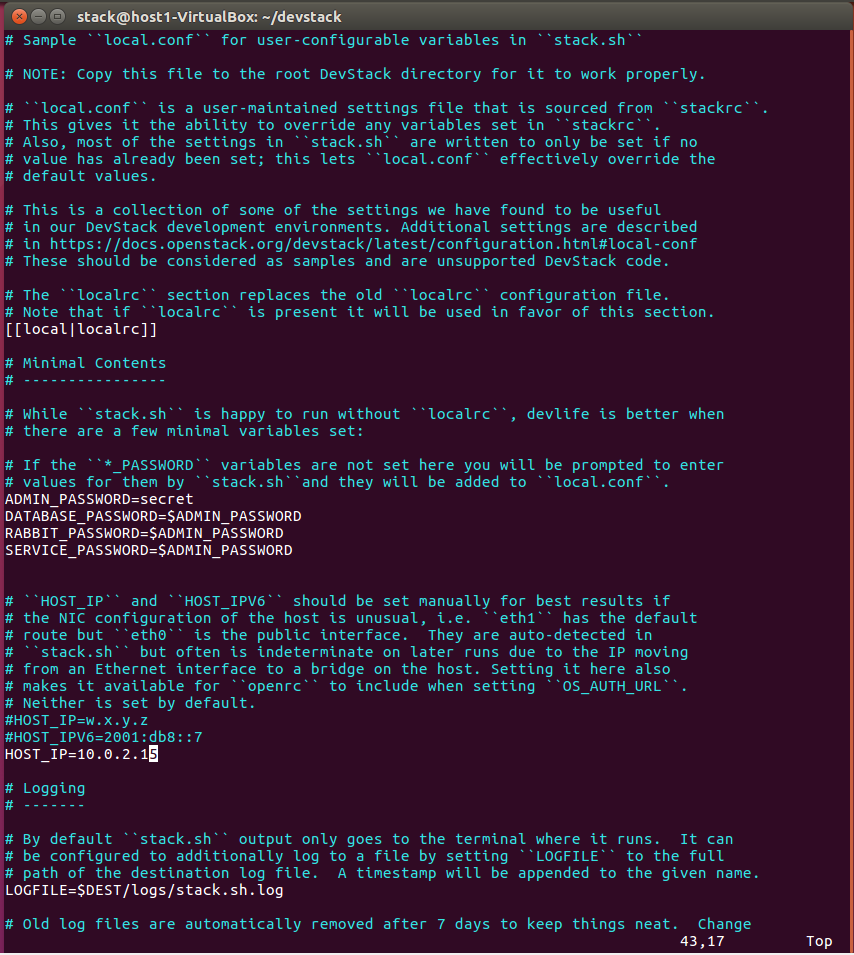 stack@host1-VirtualBox: ~/devstack
# Sample ``local.conf`` for user-configurable variables in ``stack.sh``
# NOTE: Copy this file to the root DevStack directory for it to work properly.
# ``local.conf`` is a user-maintained settings file that is sourced from ``stackrc``.
# This gives it the ability to override any variables set in ``stackrc``.
# Also, most of the settings in ``stack.sh`` are written to only be set if no
# value has already been set; this lets ``local.conf`` effectively override the
# default values.
# This is a collection of some of the settings we have found to be useful
# in our DevStack development environments. Additional settings are described
# in https://docs.openstack.org/devstack/latest/configuration.html#local-conf
# These should be considered as samples and are unsupported DevStack code.
# The ``localrc`` section replaces the old ``localrc`` configuration file.
# Note that if ``localrc`` is present it will be used in favor of this section.
[[local|localrc]]
# Minimal Contents
# ----------------
# While ``stack.sh`` is happy to run without ``localrc``, devlife is better when
# there are a few minimal variables set:
# If the ``*_PASSWORD`` variables are not set here you will be prompted to enter
# values for them by ``stack.sh``and they will be added to ``local.conf``.
ADMIN_PASSWORD=secret
DATABASE_PASSWORD=$ADMIN_PASSWORD
RABBIT_PASSWORD=$ADMIN_PASSWORD
SERVICE_PASSWORD=$ADMIN_PASSWORD
# ``HOST_IP`` and ``HOST_IPV6`` should be set manually for best results if
# the NIC configuration of the host is unusual, i.e. ``eth1`` has the default
# route but ``eth0`` is the public interface.  They are auto-detected in
# ``stack.sh`` but often is indeterminate on later runs due to the IP moving
# from an Ethernet interface to a bridge on the host. Setting it here also
# makes it available for ``openrc`` to include when setting ``OS_AUTH_URL``.
# Neither is set by default.
#HOST_IP=w.x.y.z
#HOST_IPV6=2001:db8::7
HOST_IP=10.0.2.15
# Logging
# -------
# By default ``stack.sh`` output only goes to the terminal where it runs.  It can
# be configured to additionally log to a file by setting ``LOGFILE`` to the full
# path of the destination log file.  A timestamp will be appended to the given name.
LOGFILE=$DEST/logs/stack.sh.log
# Old log files are automatically removed after 7 days to keep things neat.  Change
43,17 Top